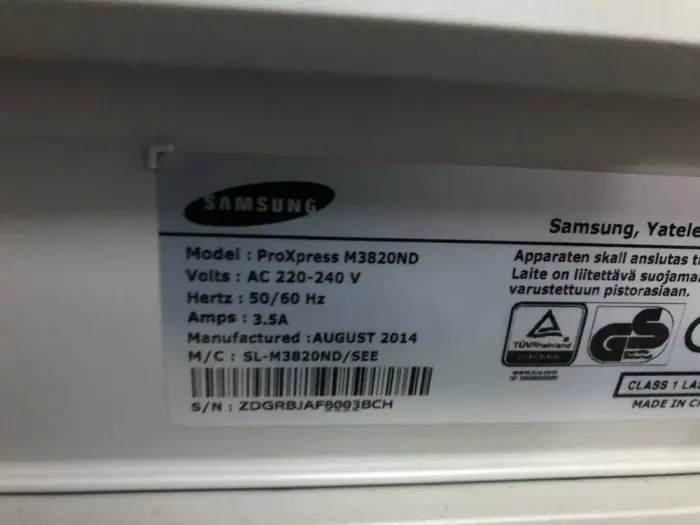 SAMSUNG
Model : ProXpress M3820ND
Volts : AC 220-240 V
Hertz : 50/60 Hz
Amps : 3.5A
Manufactured :AUGUST 2014
M/C : SL-M3820ND/SEE
S/N : ZDGRBJAF8003BCH
Samsung, Yatele
Apparaten skall anslutas t
Laite on liitettävä suojamaa
varustettuun pistorasiaan.
TÜVRheinland
GS
CLASS 1 LA
MADE IN C